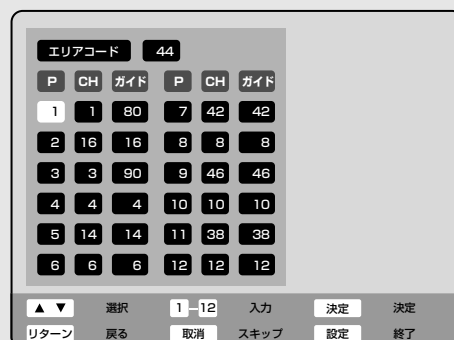 エリアコード 44
P CH ガイド P CH ガイド
1 1 80 7 42 42
2 16 16 8 8 8
3 3 90 9 46 46
4 4 4 10 10 10
5 14 14 11 38 38
6 6 6 12 12 12
▲ ▼ 選択 1–12 入力 決定 決定
リターン 戻る 取消 スキップ 設定 終了